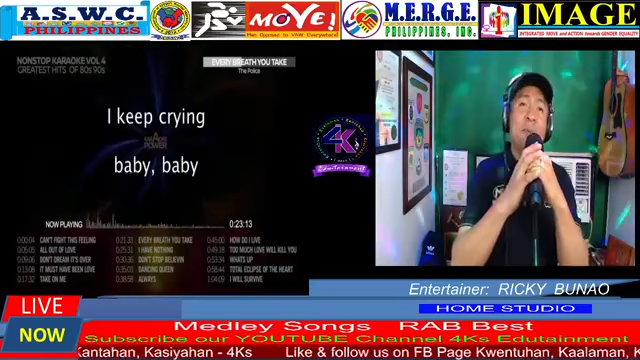 A.S.W.C.
PHILIPPINES
MOVE!
Men Opposed to VAW Everywhere!
M.E.R.G.E.
PHILIPPINES, INC.
IMAGE
INTEGRATED MOVE and ACTION towards GENDER EQUALITY
NONSTOP KARAOKE VOL 4
GREATEST HITS OF 80s 90s
EVERY BREATH YOU TAKE
The Police
I keep crying
baby, baby
KARAOKE
POWER
4K
Edutainment
NOW PLAYING
0:23:13
0:00:04 CAN'T FIGHT THIS FEELING
0:05:05 ALL OUT OF LOVE
0:09:06 DON'T DREAM IT'S OVER
0:13:08 IT MUST HAVE BEEN LOVE
0:17:32 TAKE ON ME
0:21:33 EVERY BREATH YOU TAKE
0:25:31 I HAVE NOTHING
0:30:36 DON'T STOP BELIEVIN
0:35:03 DANCING QUEEN
0:38:58 ALWAYS
0:45:00 HOW DO I LIVE
0:49:18 TOO MUCH LOVE WILL KILL YOU
0:53:34 WHAT'S UP
0:58:44 TOTAL ECLIPSE OF THE HEART
1:04:09 I WILL SURVIVE
Entertainer: RICKY BUNAO
HOME STUDIO
LIVE
NOW
Medley Songs RAB Best
Subscribe our YOUTUBE Channel 4Ks Edutainment
Kantahan, Kasiyahan - 4Ks Like & follow us on FB Page Kwentuhan, Kaalaman, K